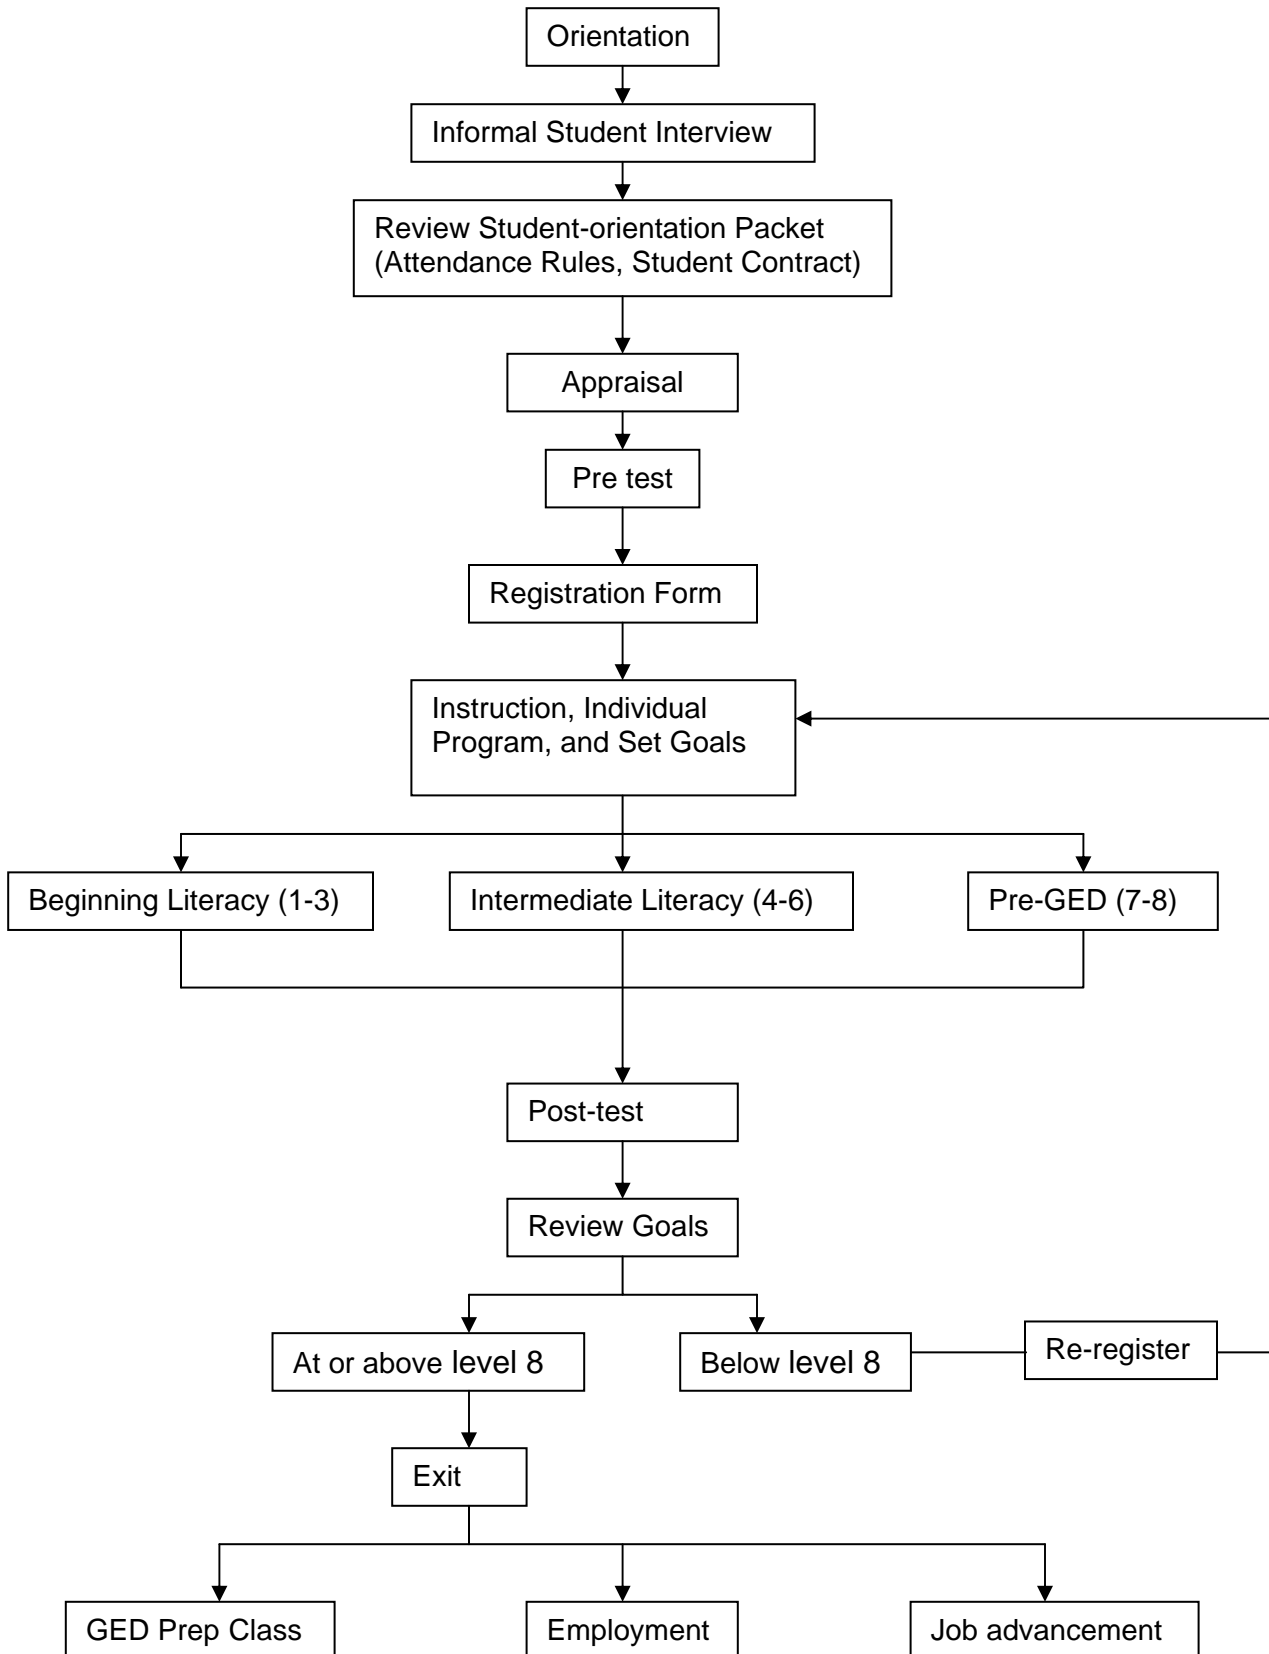 Orientation
Informal Student Interview
Review Student-orientation Packet
(Attendance Rules, Student Contract)
Appraisal
Pre test
Registration Form
Instruction, Individual
Program, and Set Goals
Beginning Literacy (1-3)
Intermediate Literacy (4-6)
Pre-GED (7-8)
Post-test
Review Goals
At or above level 8
Below level 8
Re-register
Exit
GED Prep Class
Employment
Job advancement